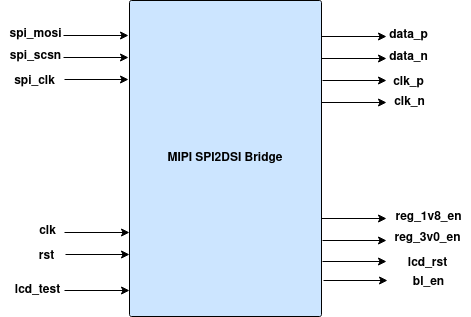 spi_mosi
spi_scsn
spi_clk
data_p
data_n
clk_p
clk_n
MIPI SPI2DSI Bridge
clk
rst
lcd_test
reg_1v8_en
reg_3v0_en
lcd_rst
bl_en